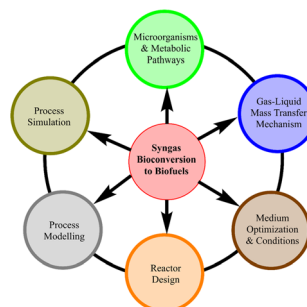 Microorganisms
& Metabolic
Pathways
Gas-Liquid
Mass Transfer
Mechanism
Medium
Optimization
& Conditions
Reactor
Design
Process
Modelling
Process
Simulation
Syngas
Bioconversion
to Biofuels